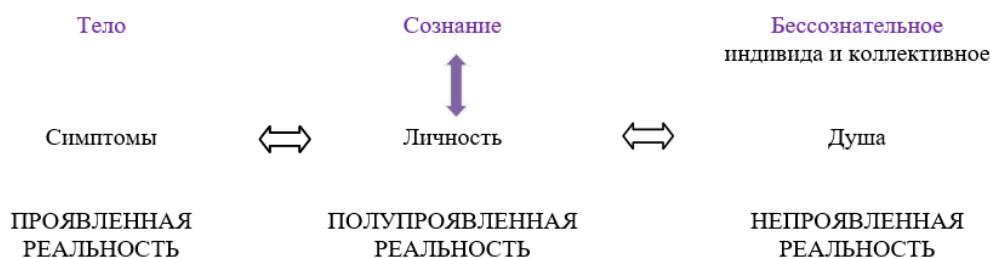 Тело
Сознание
Бессознательное
индивида и коллективное
Симптомы
Личность
Душа
ПРОЯВЛЕННАЯ
РЕАЛЬНОСТЬ
ПОЛУПРОЯВЛЕННАЯ
РЕАЛЬНОСТЬ
НЕПРОЯВЛЕННАЯ
РЕАЛЬНОСТЬ